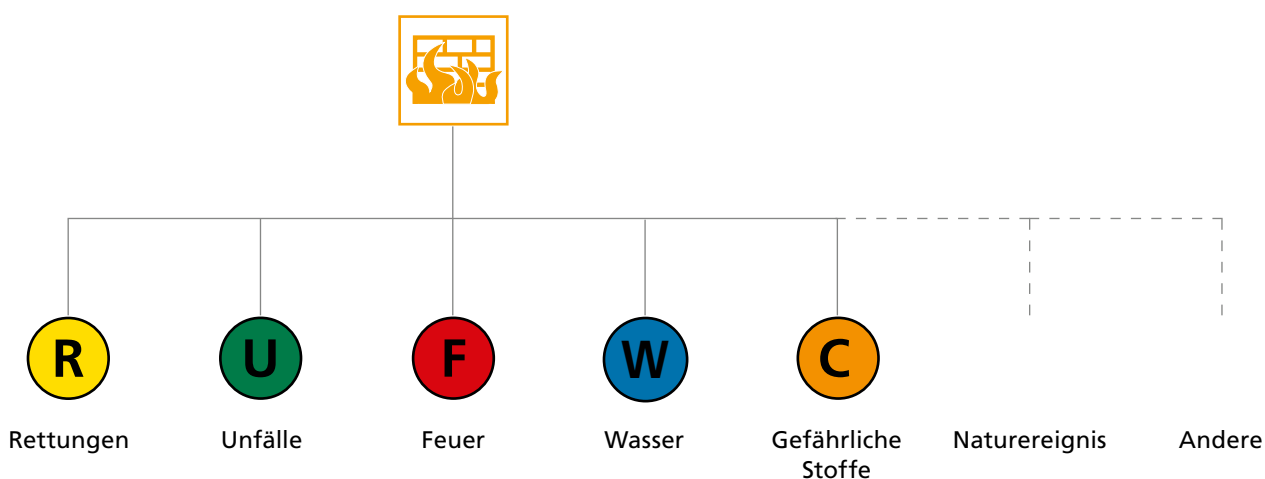 R U F W C
Rettungen Unfälle Feuer Wasser Gefährliche Naturereignis Andere
Stoffe